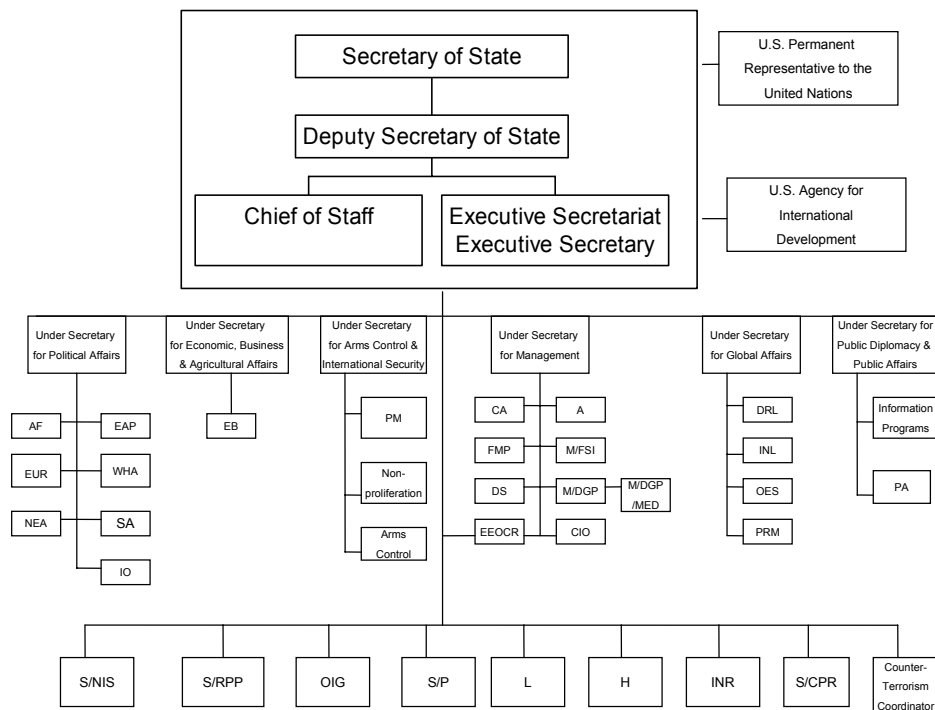 Secretary of State
U.S. Permanent
Representative to the
United Nations
Deputy Secretary of State
Chief of Staff
Executive Secretariat
Executive Secretary
U.S. Agency for
International
Development
Under Secretary
for Political Affairs
Under Secretary
for Economic, Business
& Agricultural Affairs
Under Secretary
for Arms Control &
International Security
Under Secretary
for Management
Under Secretary
for Global Affairs
Under Secretary for
Public Diplomacy &
Public Affairs
AF
EAP
EUR
WHA
NEA
SA
IO
EB
PM
Non-
proliferation
Arms
Control
CA
A
FMP
M/FSI
DS
M/DGP
M/DGP
/MED
EEOCR
CIO
DRL
INL
OES
PRM
Information
Programs
PA
S/NIS
S/RPP
OIG
S/P
L
H
INR
S/CPR
Counter-
Terrorism
Coordinator